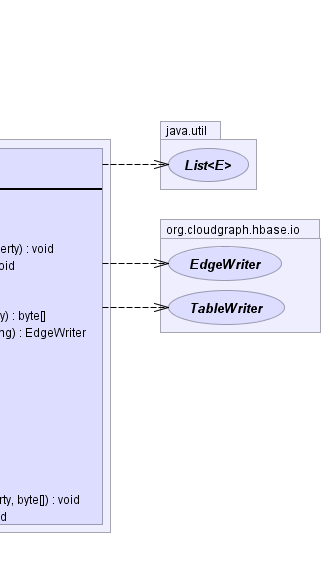 java.util
List<E>
org.cloudgraph.hbase.io
erty) : void
oid
EdgeWriter
TableWriter
y) : byte[]
ng) : EdgeWriter
rty, byte[]) : void
d